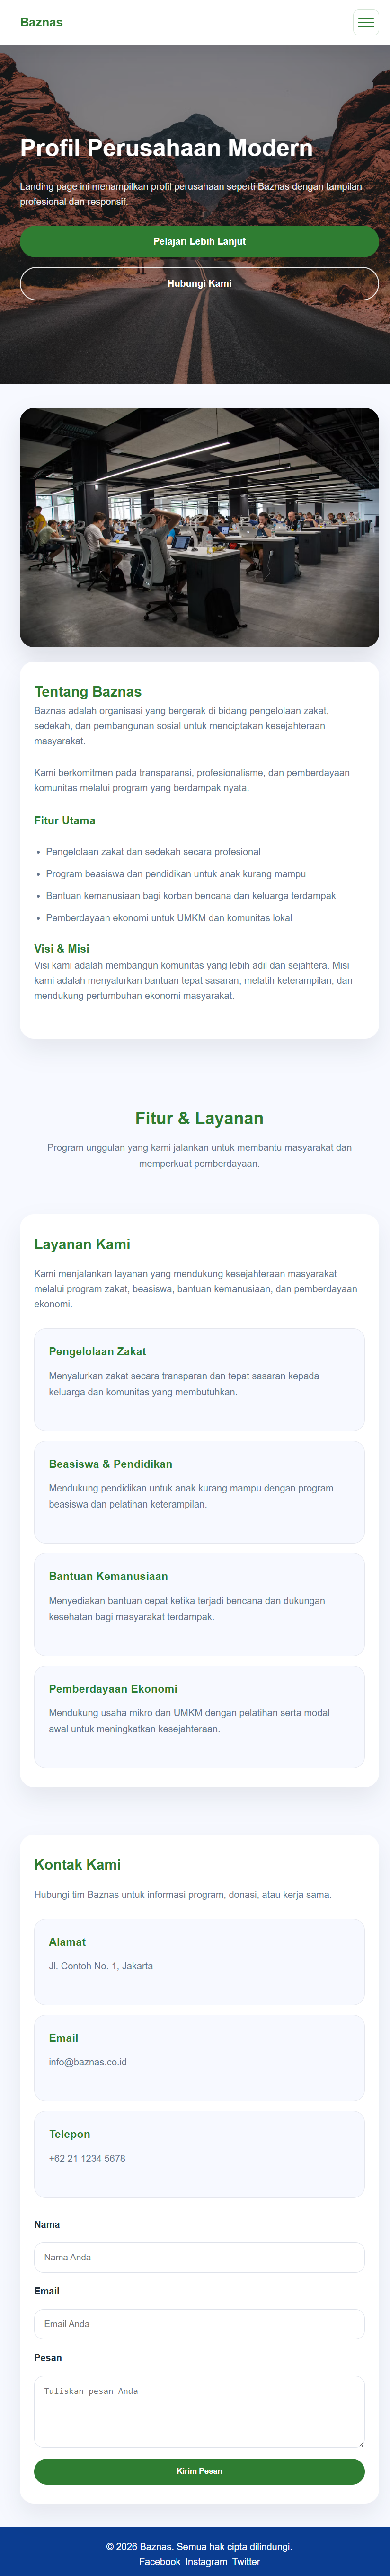 Baznas
Profil Perusahaan Modern
Landing page ini menampilkan profil perusahaan seperti Baznas dengan tampilan
profesional dan responsif.
Pelajari Lebih Lanjut
Hubungi Kami
Tentang Baznas
Baznas adalah organisasi yang bergerak di bidang pengelolaan zakat,
sedekah, dan pembangunan sosial untuk menciptakan kesejahteraan
masyarakat.
Kami berkomitmen pada transparansi, profesionalisme, dan pemberdayaan
komunitas melalui program yang berdampak nyata.
Fitur Utama
• Pengelolaan zakat dan sedekah secara profesional
• Program beasiswa dan pendidikan untuk anak kurang mampu
• Bantuan kemanusiaan bagi korban bencana dan keluarga terdampak
• Pemberdayaan ekonomi untuk UMKM dan komunitas lokal
Visi & Misi
Visi kami adalah membangun komunitas yang lebih adil dan sejahtera. Misi
kami adalah menyalurkan bantuan tepat sasaran, melatih keterampilan, dan
mendukung pertumbuhan ekonomi masyarakat.
Fitur & Layanan
Program unggulan yang kami jalankan untuk membantu masyarakat dan
memperkuat pemberdayaan.
Layanan Kami
Kami menjalankan layanan yang mendukung kesejahteraan masyarakat
melalui program zakat, beasiswa, bantuan kemanusiaan, dan pemberdayaan
ekonomi.
Pengelolaan Zakat
Menyalurkan zakat secara transparan dan tepat sasaran kepada
keluarga dan komunitas yang membutuhkan.
Beasiswa & Pendidikan
Mendukung pendidikan untuk anak kurang mampu dengan program
beasiswa dan pelatihan keterampilan.
Bantuan Kemanusiaan
Menyediakan bantuan cepat ketika terjadi bencana dan dukungan
kesehatan bagi masyarakat terdampak.
Pemberdayaan Ekonomi
Mendukung usaha mikro dan UMKM dengan pelatihan serta modal
awal untuk meningkatkan kesejahteraan.
Kontak Kami
Hubungi tim Baznas untuk informasi program, donasi, atau kerja sama.
Alamat
Jl. Contoh No. 1, Jakarta
Email
info@baznas.co.id
Telepon
+62 21 1234 5678
Nama
Nama Anda
Email
Email Anda
Pesan
Tuliskan pesan Anda
Kirim Pesan
© 2026 Baznas. Semua hak cipta dilindungi.
Facebook Instagram Twitter